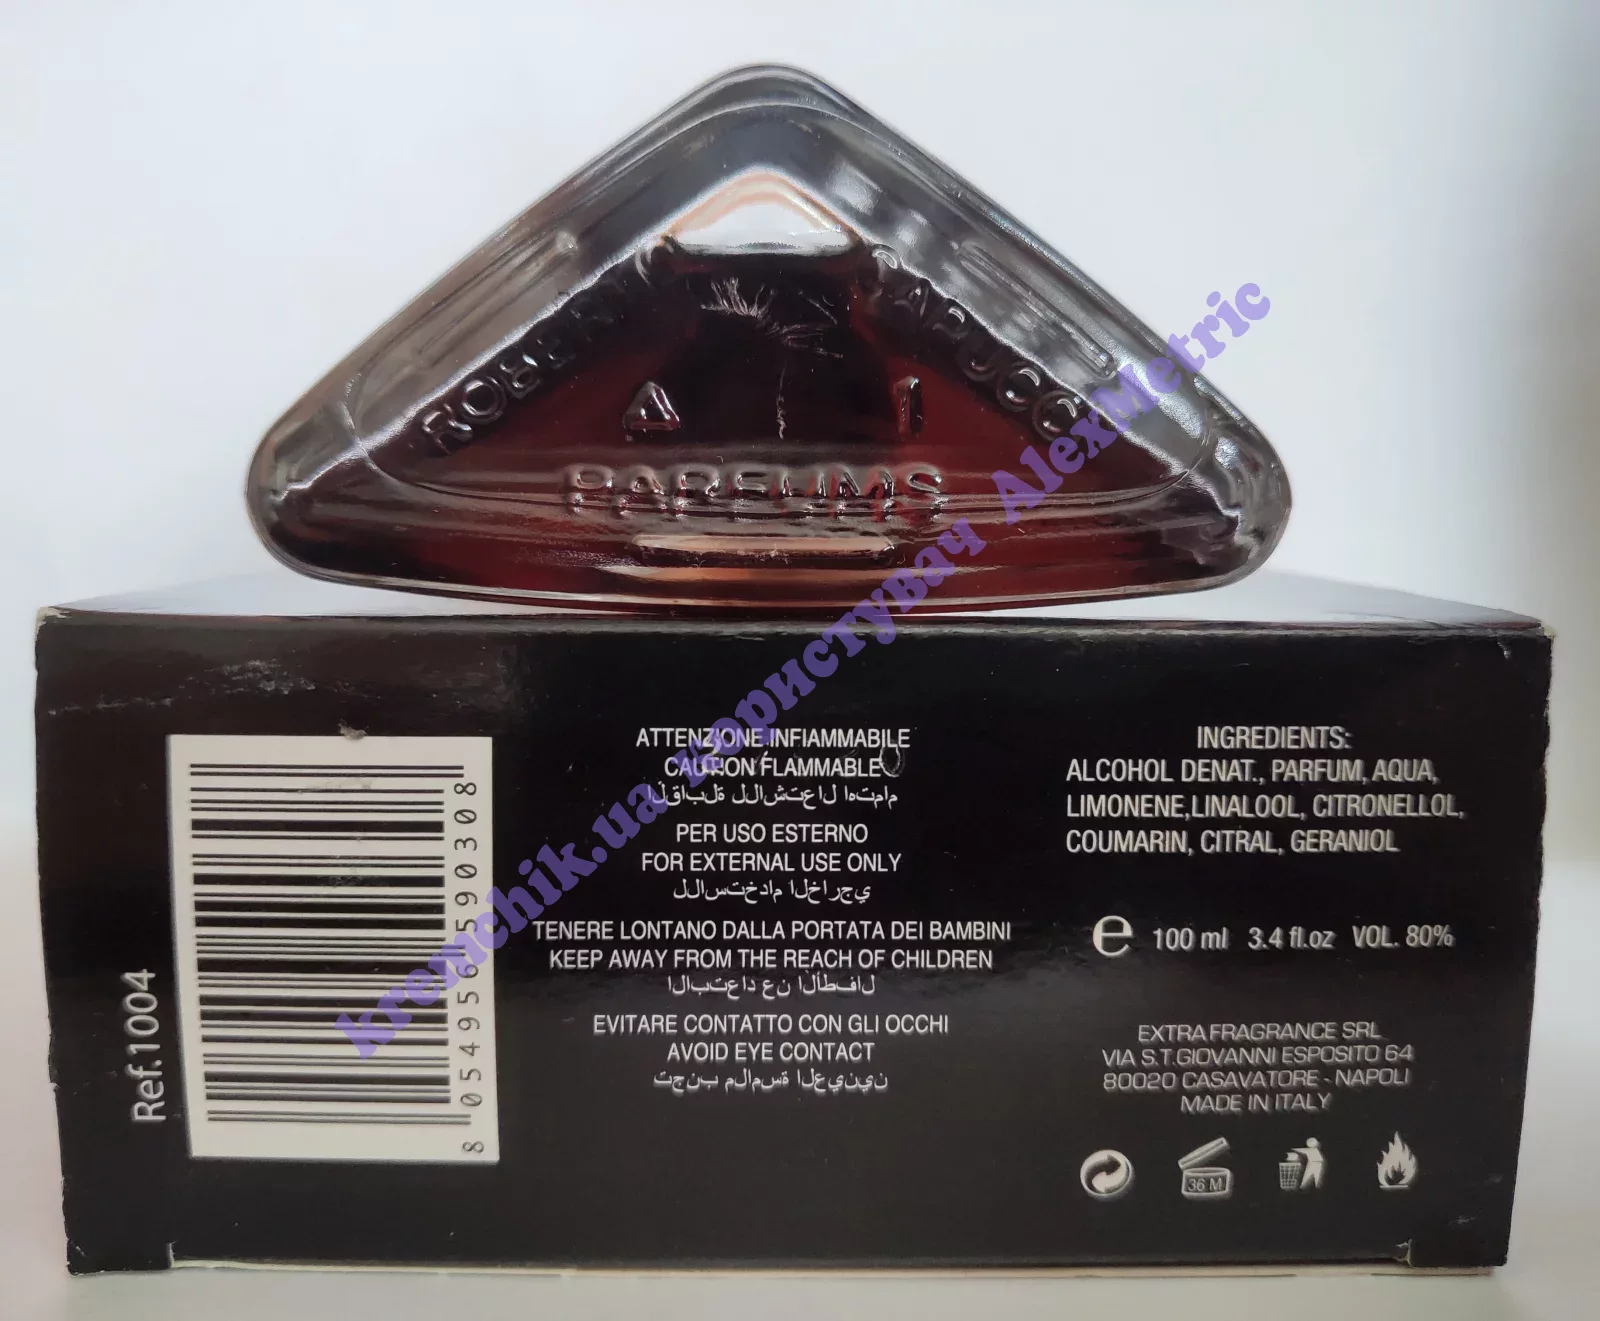 ROBERTO CAPUCCI
4 1
PARFUMS
Ref.1004
8 054956 590308
ATTENZIONE INFIAMMABILE
CAUTION FLAMMABLE
القابلة للاشتعال اهتمام
PER USO ESTERNO
FOR EXTERNAL USE ONLY
للاستخدام الخارجي
TENERE LONTANO DALLA PORTATA DEI BAMBINI
KEEP AWAY FROM THE REACH OF CHILDREN
الابتعاد عن الأطفال
EVITARE CONTATTO CON GLI OCCHI
AVOID EYE CONTACT
تجنب ملامسة العينين
INGREDIENTS:
ALCOHOL DENAT., PARFUM, AQUA,
LIMONENE,LINALOOL, CITRONELLOL,
COUMARIN, CITRAL, GERANIOL
e 100 ml 3.4 fl.oz VOL. 80%
EXTRA FRAGRANCE SRL
VIA S.T.GIOVANNI ESPOSITO 64
80020 CASAVATORE - NAPOLI
MADE IN ITALY
36 M
kremchik.ua користувач AlexMetric